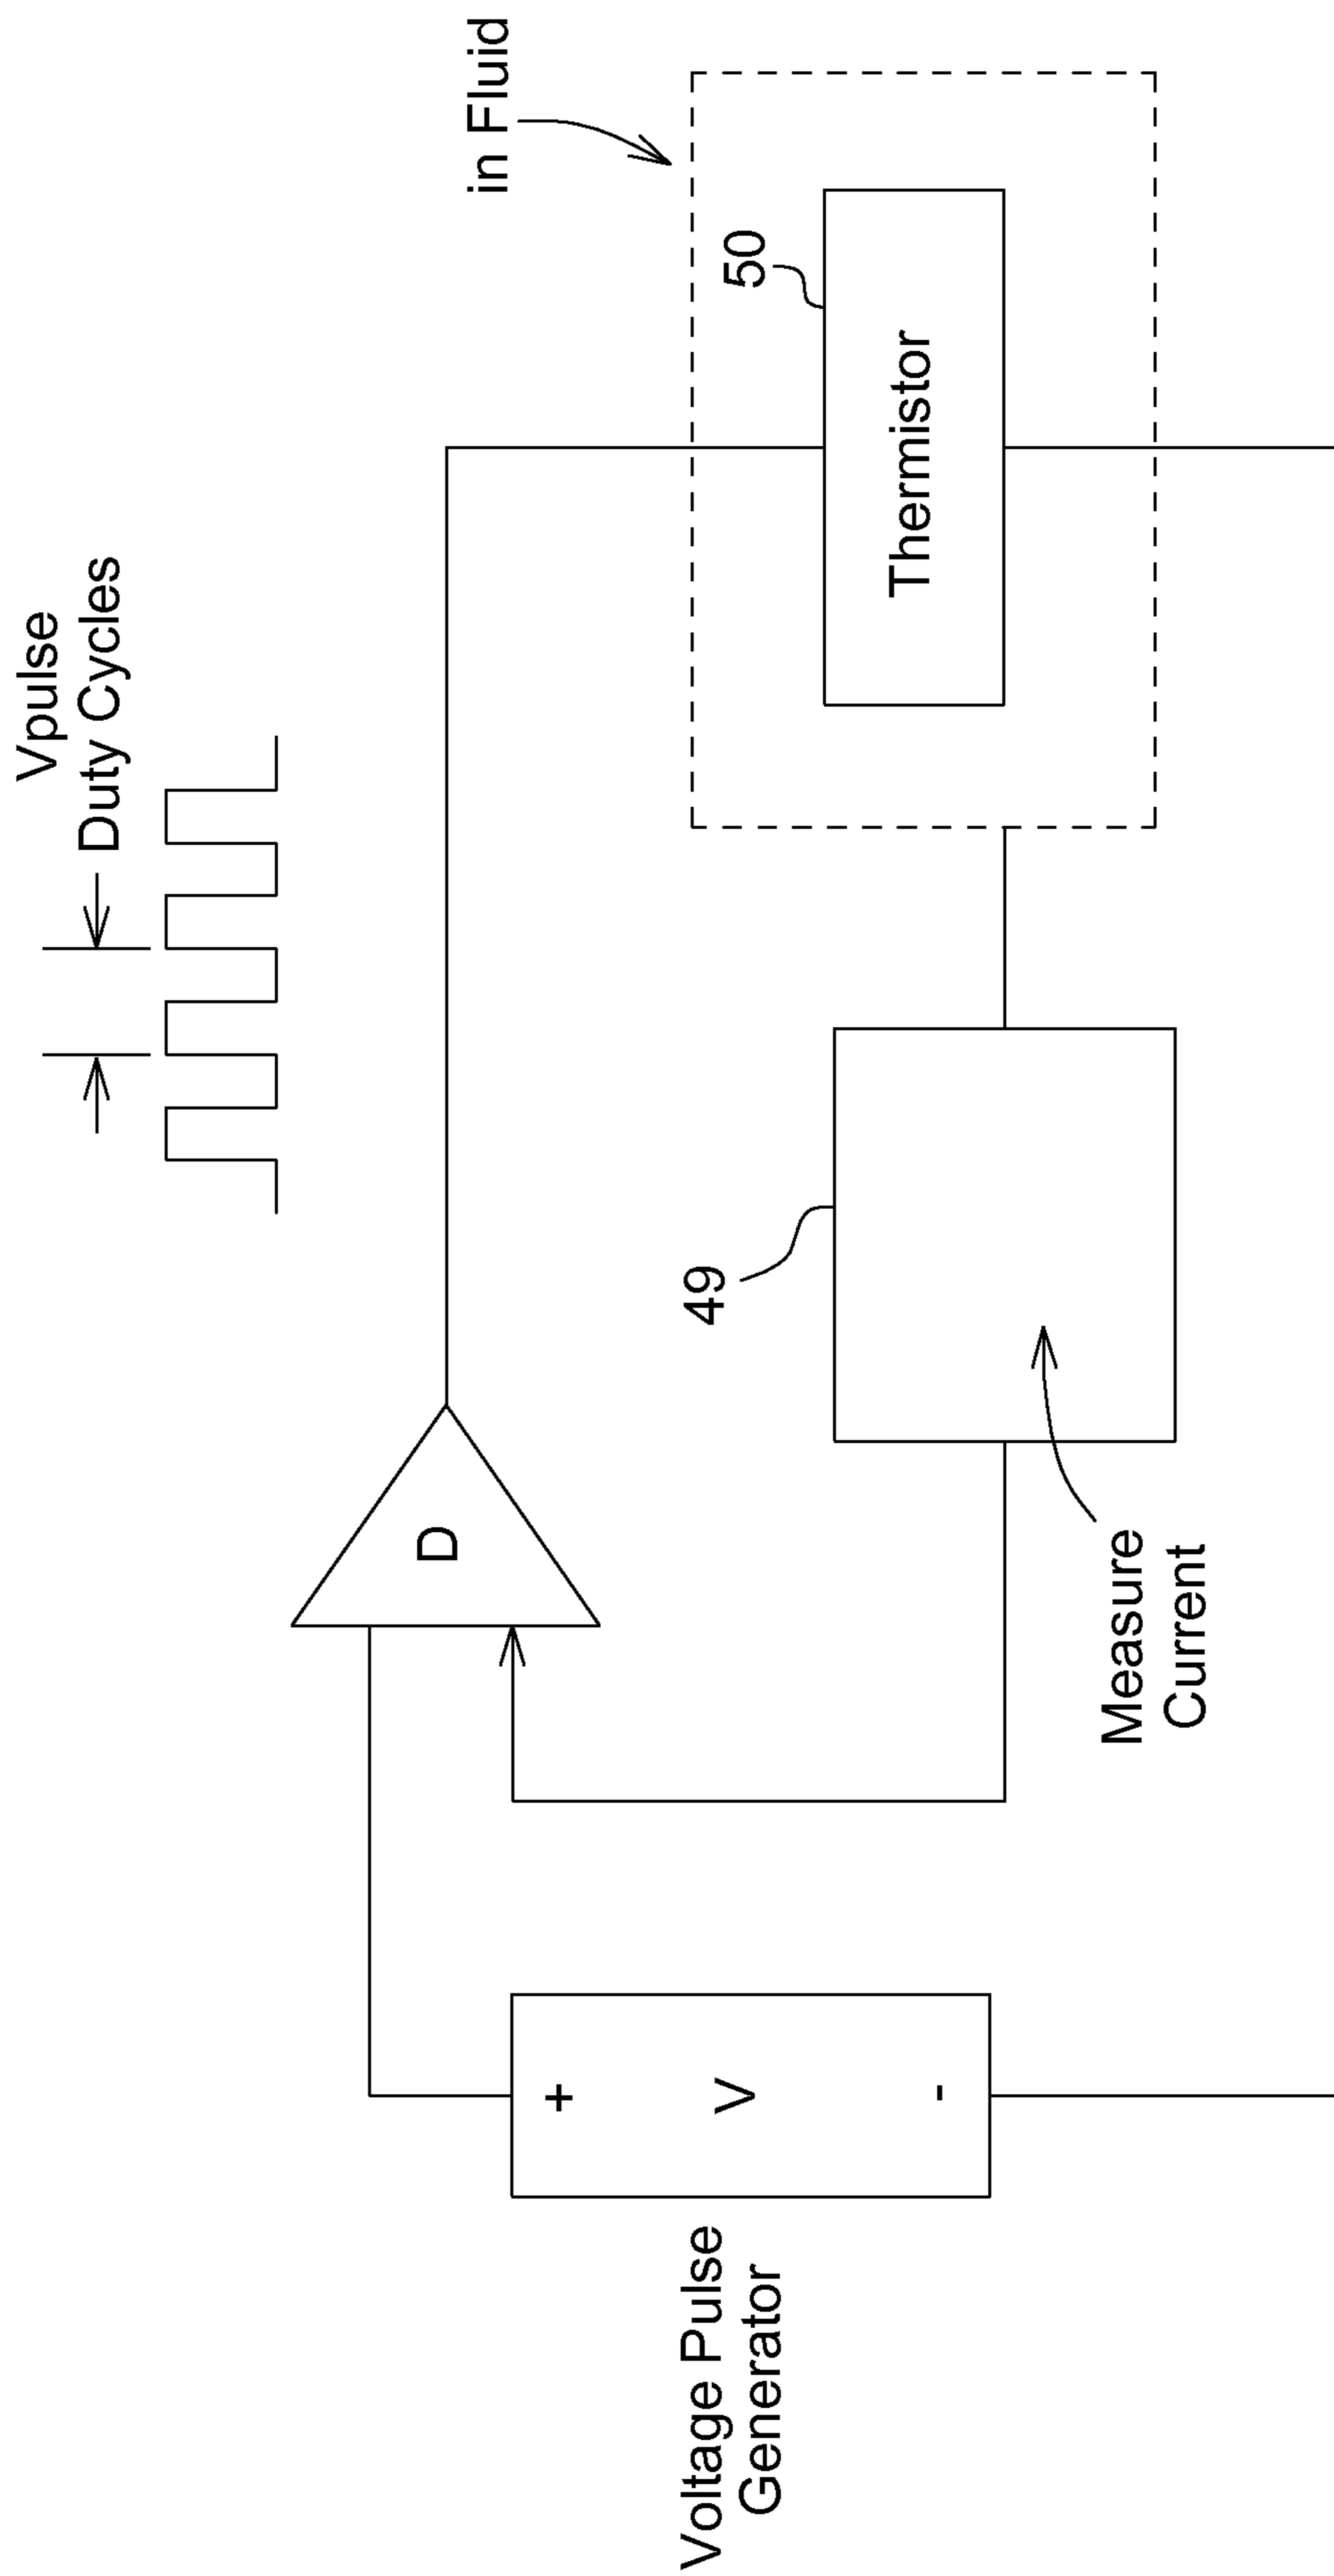 Vpulse
Duty Cycles
in Fluid
D
50
Thermistor
49
+
V
-
Voltage Pulse
Generator
Measure
Current